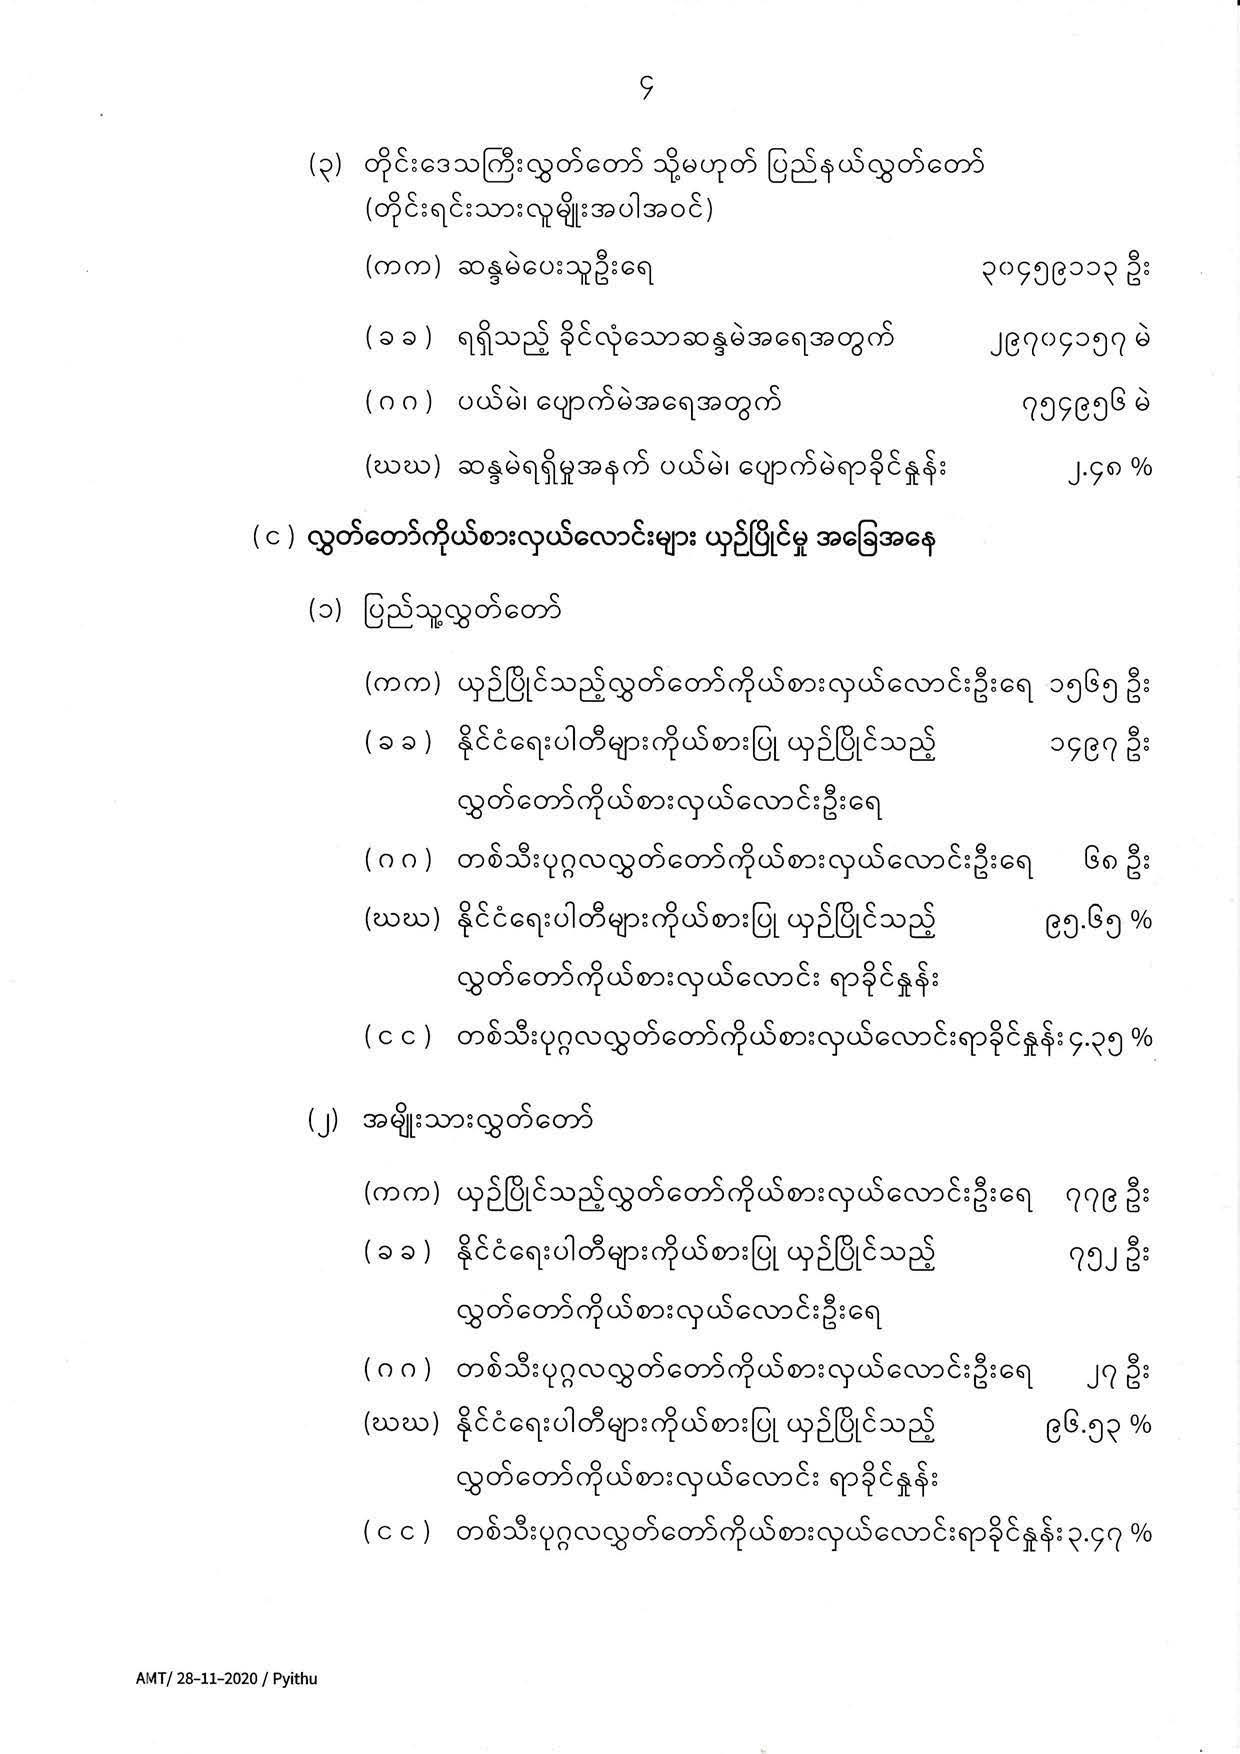 ၄
(၃) တိုင်းဒေသကြီးလွှတ်တော် သို့မဟုတ် ပြည်နယ်လွှတ်တော်
(တိုင်းရင်းသားလူမျိုးအပါအဝင်)
(ကက) ဆန္ဒမဲပေးသူဦးရေ ၃၀၄၅၉၁၁၃ ဦး
(ခခ) ရရှိသည့် ခိုင်လုံသောဆန္ဒမဲအရေအတွက် ၂၉၇၀၄၁၅၇ မဲ
(ဂဂ) ပယ်မဲ၊ ပျောက်မဲအရေအတွက် ၇၅၄၉၅၆ မဲ
(ဃဃ) ဆန္ဒမဲရရှိမှုအနက် ပယ်မဲ၊ ပျောက်မဲရာခိုင်နှုန်း ၂.၄၈ %
(င) လွှတ်တော်ကိုယ်စားလှယ်လောင်းများ ယှဉ်ပြိုင်မှု အခြေအနေ
(၁) ပြည်သူ့လွှတ်တော်
(ကက) ယှဉ်ပြိုင်သည့်လွှတ်တော်ကိုယ်စားလှယ်လောင်းဦးရေ ၁၅၆၅ ဦး
(ခခ) နိုင်ငံရေးပါတီများကိုယ်စားပြု ယှဉ်ပြိုင်သည့် ၁၄၉၇ ဦး
လွှတ်တော်ကိုယ်စားလှယ်လောင်းဦးရေ
(ဂဂ) တစ်သီးပုဂ္ဂလလွှတ်တော်ကိုယ်စားလှယ်လောင်းဦးရေ ၆၈ ဦး
(ဃဃ) နိုင်ငံရေးပါတီများကိုယ်စားပြု ယှဉ်ပြိုင်သည့် ၉၅.၆၅ %
လွှတ်တော်ကိုယ်စားလှယ်လောင်း ရာခိုင်နှုန်း
(ငင) တစ်သီးပုဂ္ဂလလွှတ်တော်ကိုယ်စားလှယ်လောင်းရာခိုင်နှုန်း ၄.၃၅ %
(၂) အမျိုးသားလွှတ်တော်
(ကက) ယှဉ်ပြိုင်သည့်လွှတ်တော်ကိုယ်စားလှယ်လောင်းဦးရေ ၇၇၉ ဦး
(ခခ) နိုင်ငံရေးပါတီများကိုယ်စားပြု ယှဉ်ပြိုင်သည့် ၇၅၂ ဦး
လွှတ်တော်ကိုယ်စားလှယ်လောင်းဦးရေ
(ဂဂ) တစ်သီးပုဂ္ဂလလွှတ်တော်ကိုယ်စားလှယ်လောင်းဦးရေ ၂၇ ဦး
(ဃဃ) နိုင်ငံရေးပါတီများကိုယ်စားပြု ယှဉ်ပြိုင်သည့် ၉၆.၅၃ %
လွှတ်တော်ကိုယ်စားလှယ်လောင်း ရာခိုင်နှုန်း
(ငင) တစ်သီးပုဂ္ဂလလွှတ်တော်ကိုယ်စားလှယ်လောင်းရာခိုင်နှုန်း ၃.၄၇ %
AMT/ 28-11-2020 / Pyithu